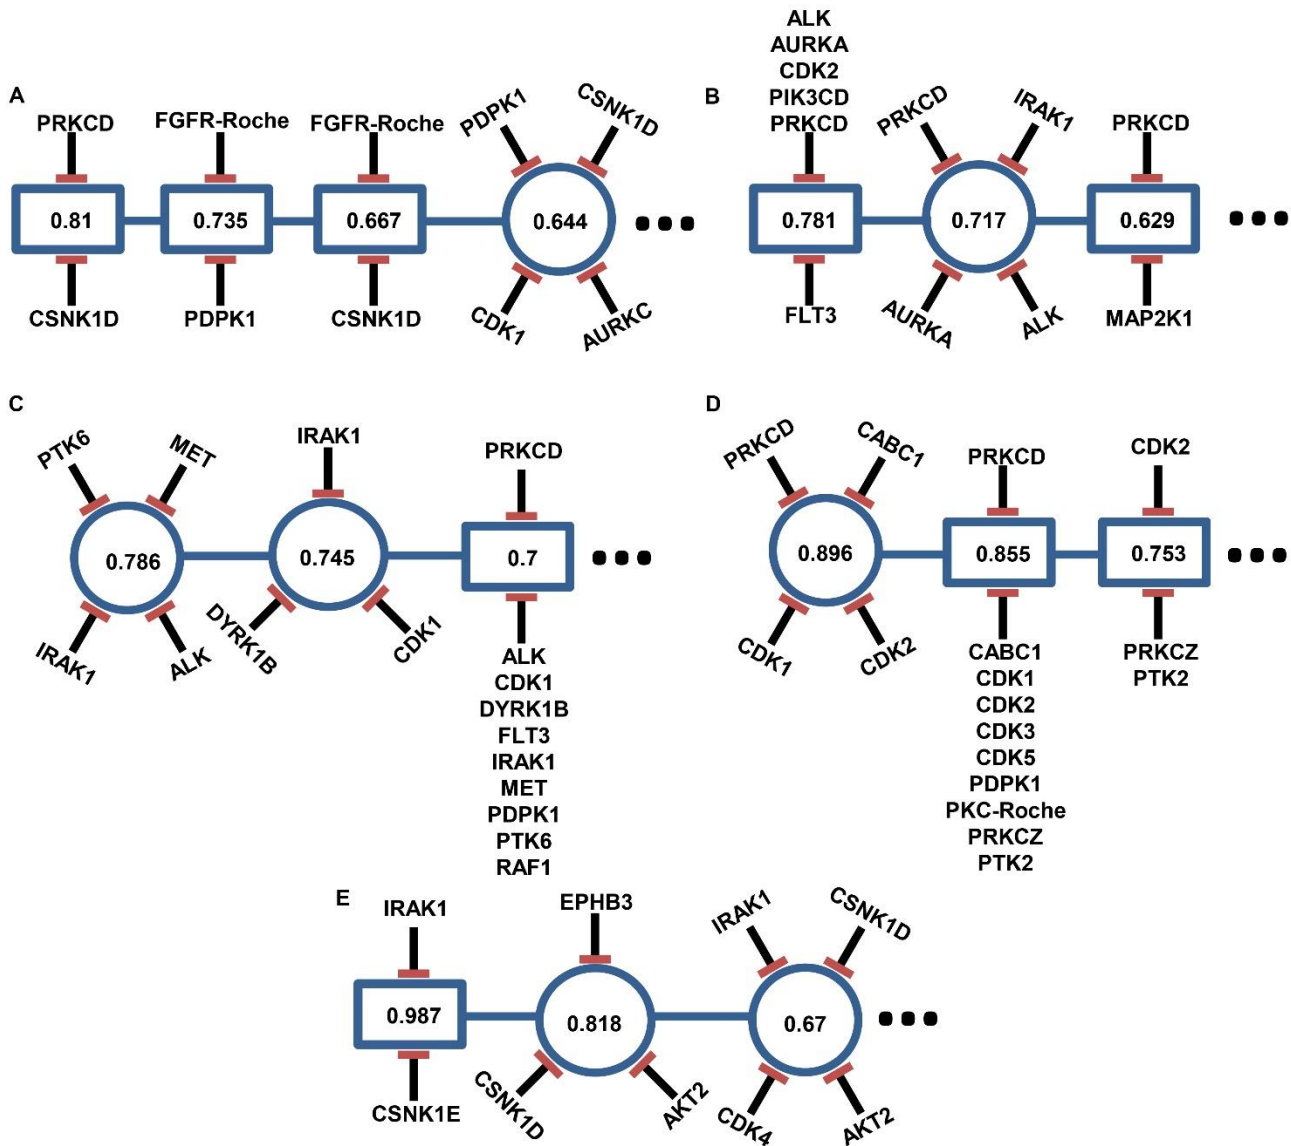 A
PRKCD
FGFR-Roche
FGFR-Roche
PDPK1
CSNK1D
0.81
0.735
0.667
0.644
CSNK1D
PDPK1
CSNK1D
CDK1
AURKC
B
ALK
AURKA
CDK2
PIK3CD
PRKCD
PRKCD
IRAK1
PRKCD
0.781
0.717
0.629
FLT3
AURKA
ALK
MAP2K1
C
PTK6
MET
IRAK1
PRKCD
0.786
0.745
0.7
IRAK1
ALK
DYRK1B
CDK1
ALK
CDK1
DYRK1B
FLT3
IRAK1
MET
PDPK1
PTK6
RAF1
D
PRKCD
CABC1
PRKCD
CDK2
0.896
0.855
0.753
CDK1
CDK2
CABC1
CDK1
CDK2
CDK3
CDK5
PDPK1
PKC-Roche
PRKCZ
PTK2
PRKCZ
PTK2
E
IRAK1
EPHB3
IRAK1
CSNK1D
0.987
0.818
0.67
CSNK1E
CSNK1D
AKT2
CDK4
AKT2